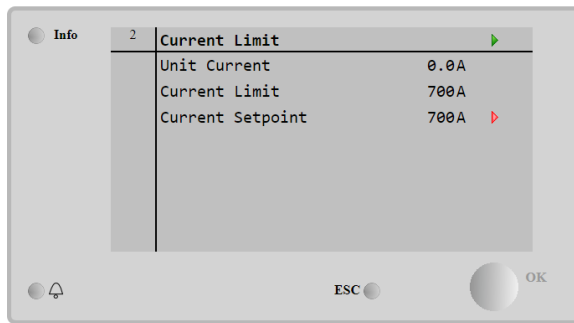 Info
2 Current Limit
Unit Current 0.0A
Current Limit 700A
Current Setpoint 700A
ESC
OK